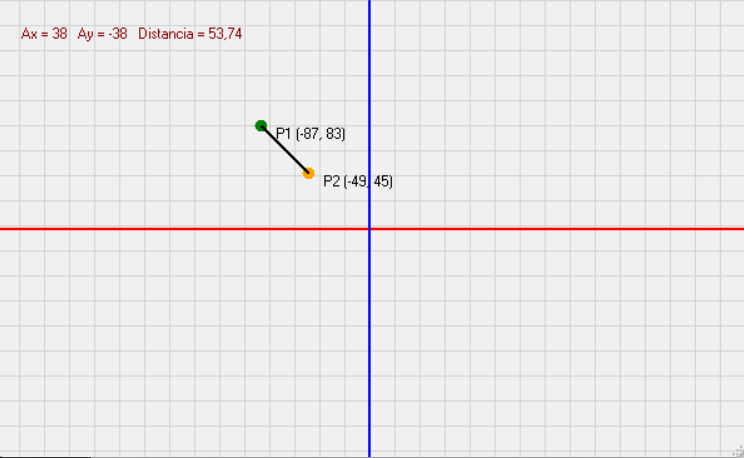 Ax = 38 Ay = -38 Distancia = 53,74
P1 (-87, 83)
P2 (-49, 45)